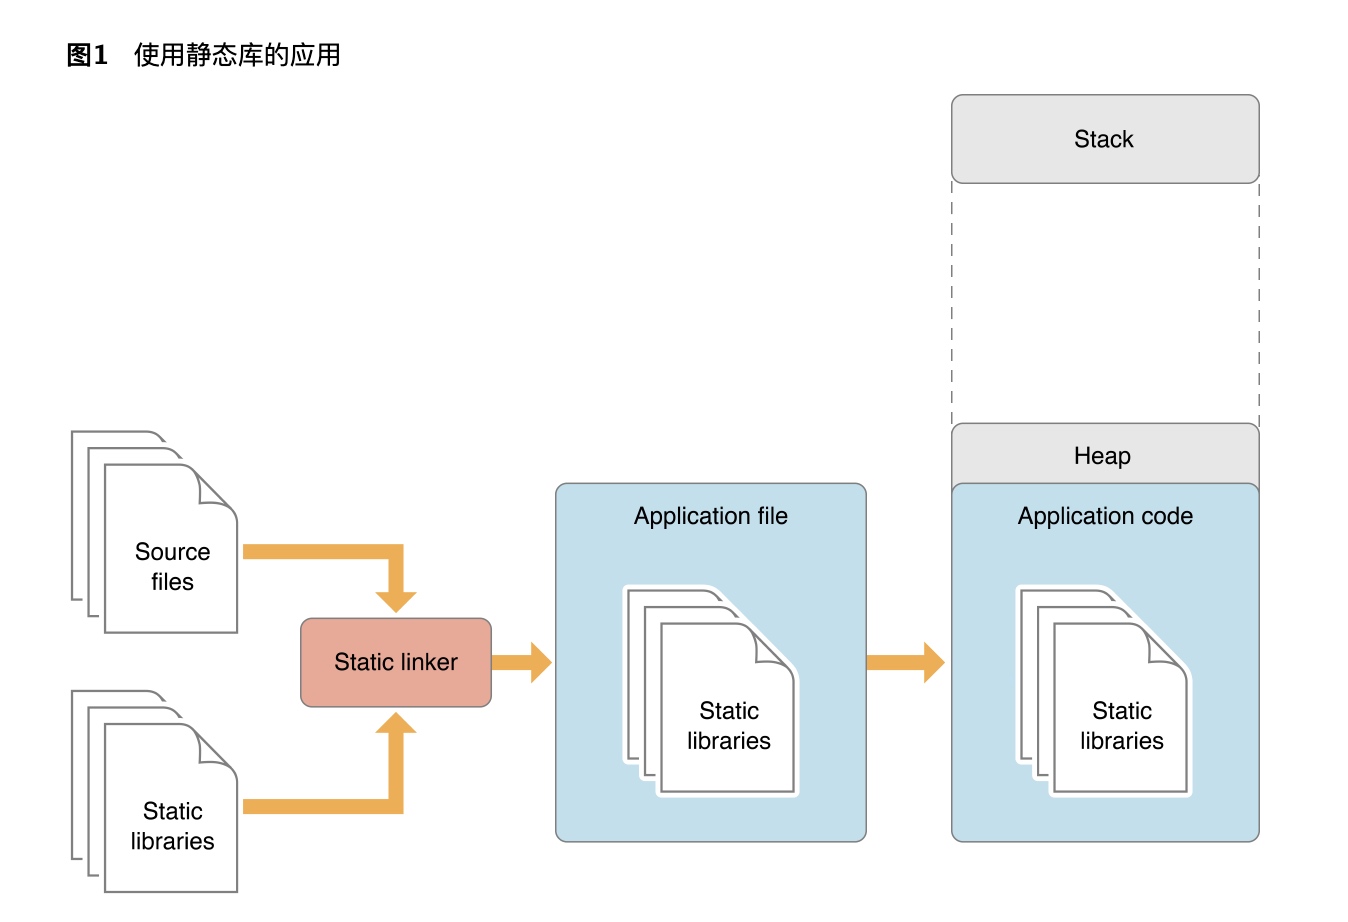 图1 使用静态库的应用
Stack
Heap
Application file
Application code
Source
files
Static linker
Static
libraries
Static
libraries
Static
libraries